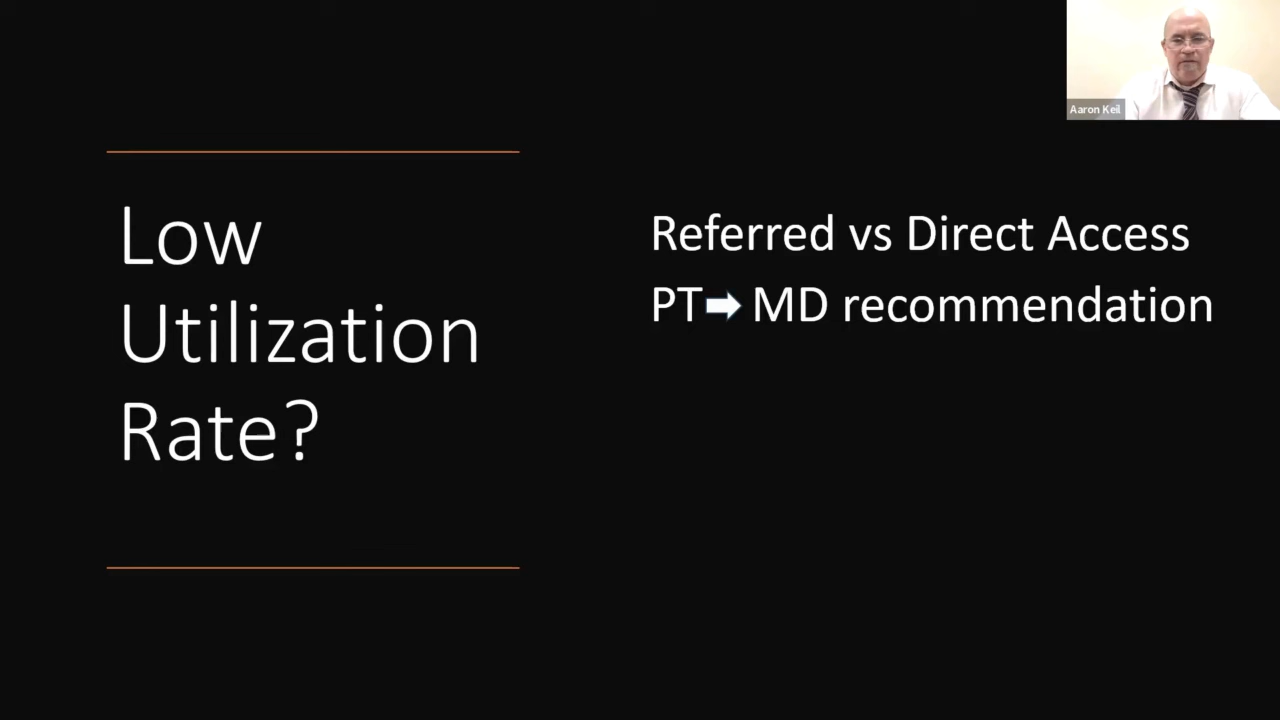 Low
Utilization
Rate?
Referred vs Direct Access
PT➡ MD recommendation
Aaron Keil